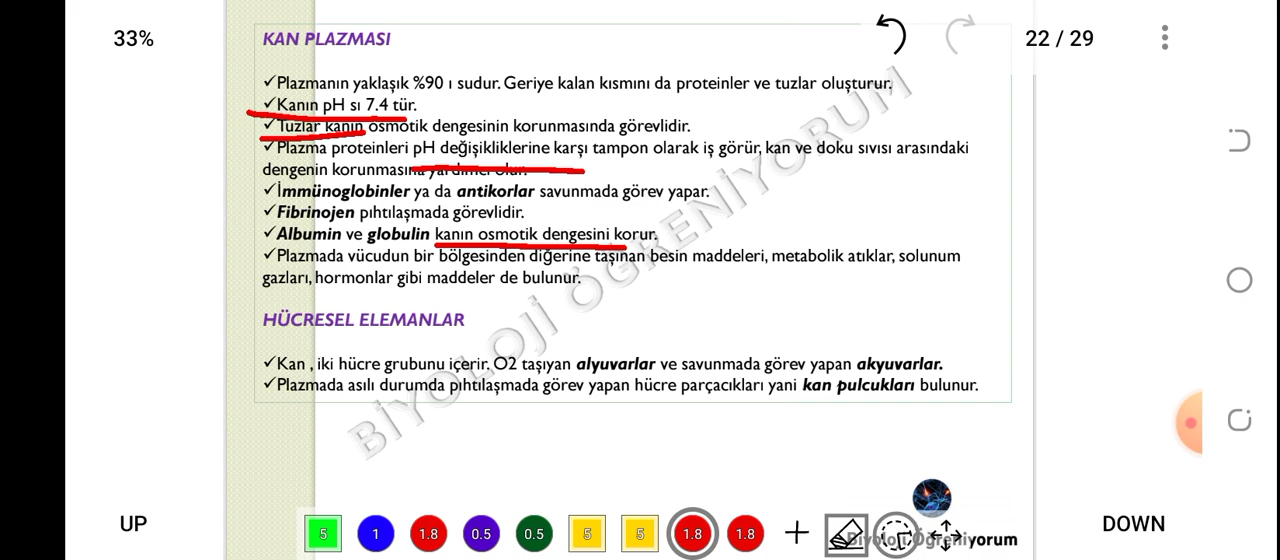 33%
22 / 29
KAN PLAZMASI
✓Plazmanın yaklaşık %90 ı sudur. Geriye kalan kısmını da proteinler ve tuzlar oluşturur.
✓Kanın pH sı 7.4 tür.
✓Tuzlar kanın osmotik dengesinin korunmasında görevlidir.
✓Plazma proteinleri pH değişikliklerine karşı tampon olarak iş görür, kan ve doku sıvısı arasındaki
dengenin korunmasına yardımcı olur.
✓İmmünoglobinler ya da antikorlar savunmada görev yapar.
✓Fibrinojen pıhtılaşmada görevlidir.
✓Albumin ve globulin kanın osmotik dengesini korur.
✓Plazmada vücudun bir bölgesinden diğerine taşınan besin maddeleri, metabolik atıklar, solunum
gazları, hormonlar gibi maddeler de bulunur.
HÜCRESEL ELEMANLAR
✓Kan , iki hücre grubunu içerir. O2 taşıyan alyuvarlar ve savunmada görev yapan akyuvarlar.
✓Plazmada asılı durumda pıhtılaşmada görev yapan hücre parçacıkları yani kan pulcukları bulunur.
BİYOLOJİ ÖĞRENİYORUM
UP
DOWN
5 1 1.8 0.5 0.5 5 5 1.8 1.8
Biyoloji Öğreniyorum